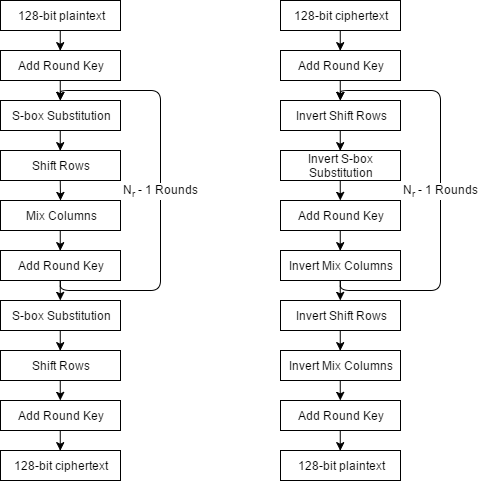 128-bit plaintext
Add Round Key
S-box Substitution
Shift Rows
Mix Columns
Add Round Key
Nr - 1 Rounds
S-box Substitution
Shift Rows
Add Round Key
128-bit ciphertext
128-bit ciphertext
Add Round Key
Invert Shift Rows
Invert S-box
Substitution
Add Round Key
Invert Mix Columns
Nr - 1 Rounds
Invert Shift Rows
Invert Mix Columns
Add Round Key
128-bit plaintext